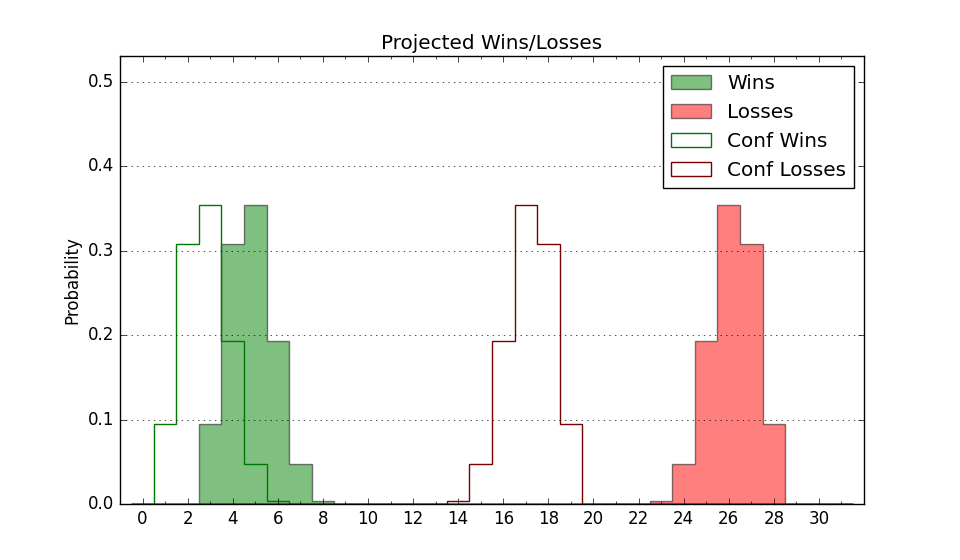 Projected Wins/Losses
Wins
Losses
Conf Wins
Conf Losses
Probability
0.5
0.4
0.3
0.2
0.1
0.0
0 2 4 6 8 10 12 14 16 18 20 22 24 26 28 30